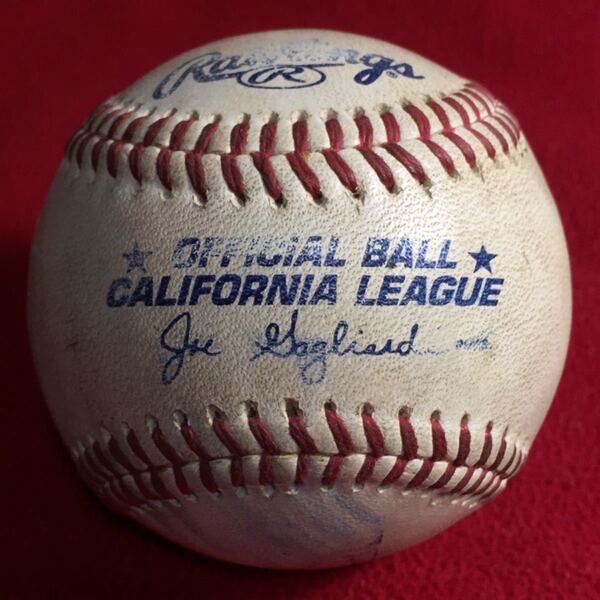 Rawlings
R
OFFICIAL BALL
CALIFORNIA LEAGUE
Joe Gagliardi